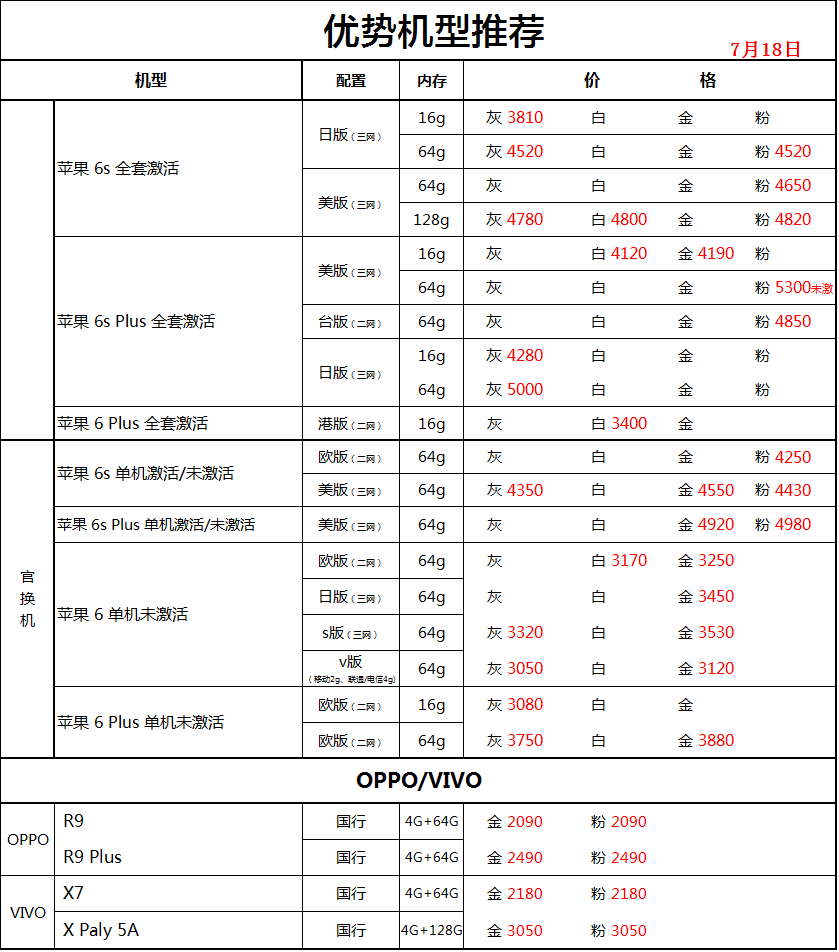 优势机型推荐
7月18日
机型 配置 内存 价 格
苹果 6s 全套激活
日版（三网） 16g 灰 3810 白 金 粉
64g 灰 4520 白 金 粉 4520
美版（三网） 64g 灰 白 金 粉 4650
128g 灰 4780 白 4800 金 粉 4820
苹果 6s Plus 全套激活
美版（三网） 16g 灰 白 4120 金 4190 粉
64g 灰 白 金 粉 5300未激
台版（二网） 64g 灰 白 金 粉 4850
日版（三网） 16g 灰 4280 白 金 粉
64g 灰 5000 白 金 粉
苹果 6 Plus 全套激活 港版（二网） 16g 灰 白 3400 金
官换机
苹果 6s 单机激活/未激活
欧版（二网） 64g 灰 白 金 粉 4250
美版（三网） 64g 灰 4350 白 金 4550 粉 4430
苹果 6s Plus 单机激活/未激活 美版（三网） 64g 灰 白 金 4920 粉 4980
苹果 6 单机未激活
欧版（二网） 64g 灰 白 3170 金 3250
日版（三网） 64g 灰 白 金 3450
s版（三网） 64g 灰 3320 白 金 3530
v版（移动2g、联通/电信4g） 64g 灰 3050 白 金 3120
苹果 6 Plus 单机未激活
欧版（二网） 16g 灰 3080 白 金
欧版（二网） 64g 灰 3750 白 金 3880
OPPO/VIVO
OPPO
R9 国行 4G+64G 金 2090 粉 2090
R9 Plus 国行 4G+64G 金 2490 粉 2490
VIVO
X7 国行 4G+64G 金 2180 粉 2180
X Paly 5A 国行 4G+128G 金 3050 粉 3050